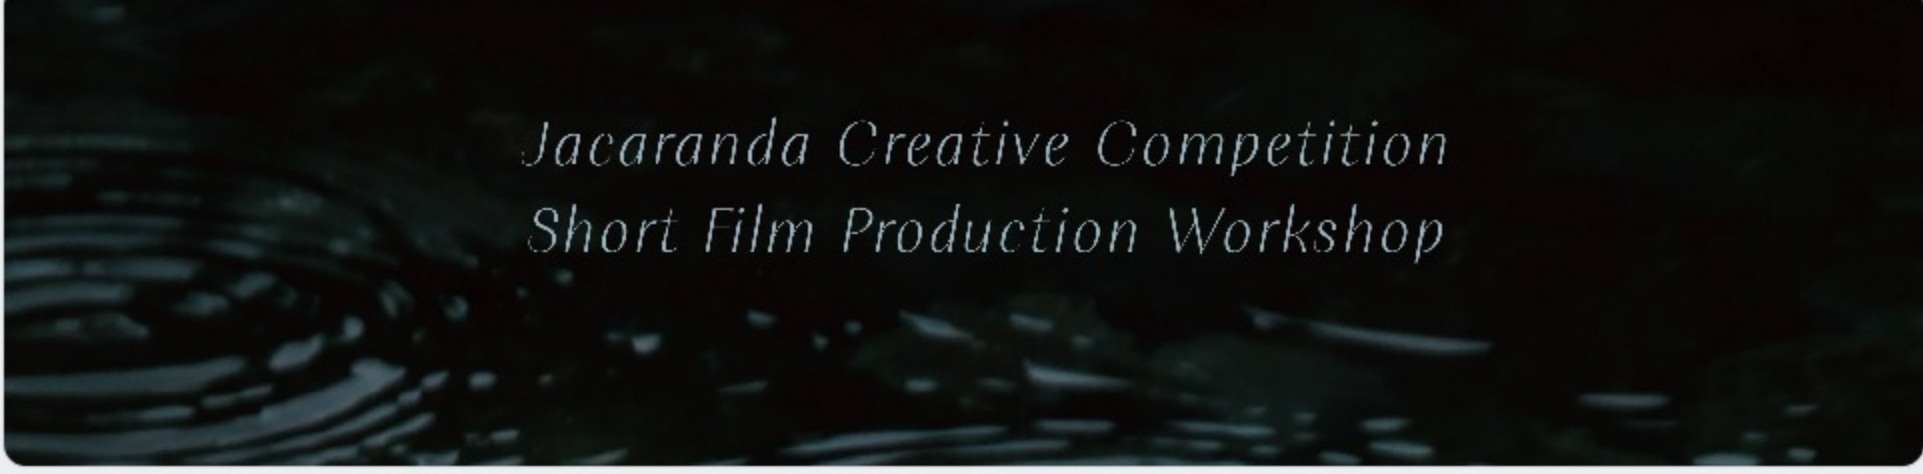 Jacaranda Creative Competition
Short Film Production Workshop